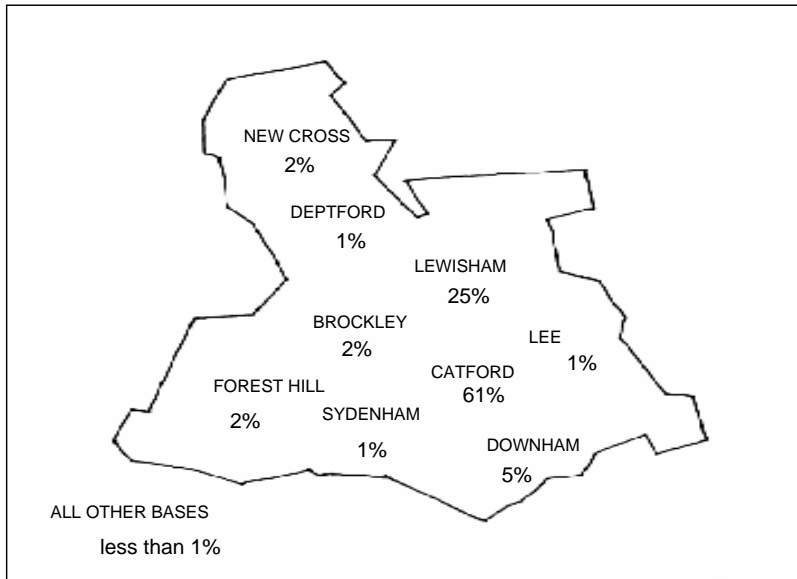 NEW CROSS
2%
DEPTFORD
1%
LEWISHAM
25%
BROCKLEY
2%
LEE
1%
CATFORD
61%
FOREST HILL
2%
SYDENHAM
1%
DOWNHAM
5%
ALL OTHER BASES
less than 1%